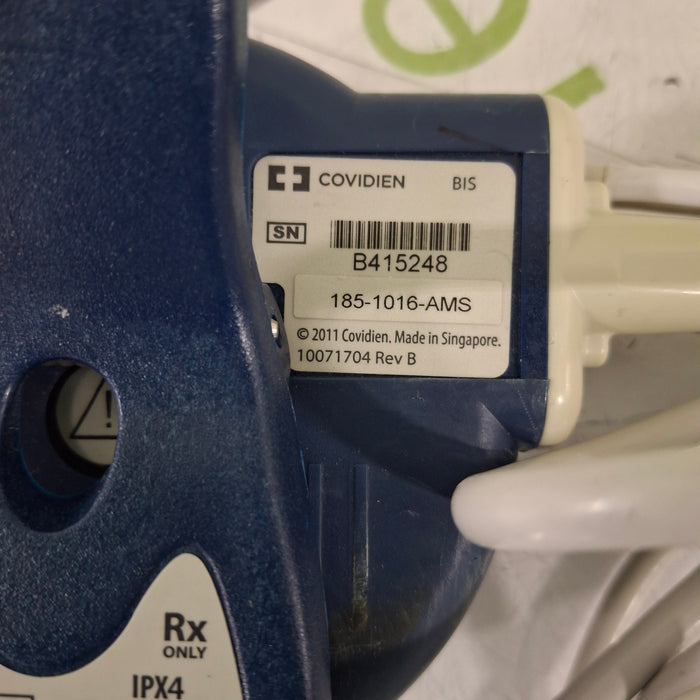 COVIDIEN BIS
SN
B415248
185-1016-AMS
© 2011 Covidien. Made in Singapore.
10071704 Rev B
!
Rx
ONLY
IPX4